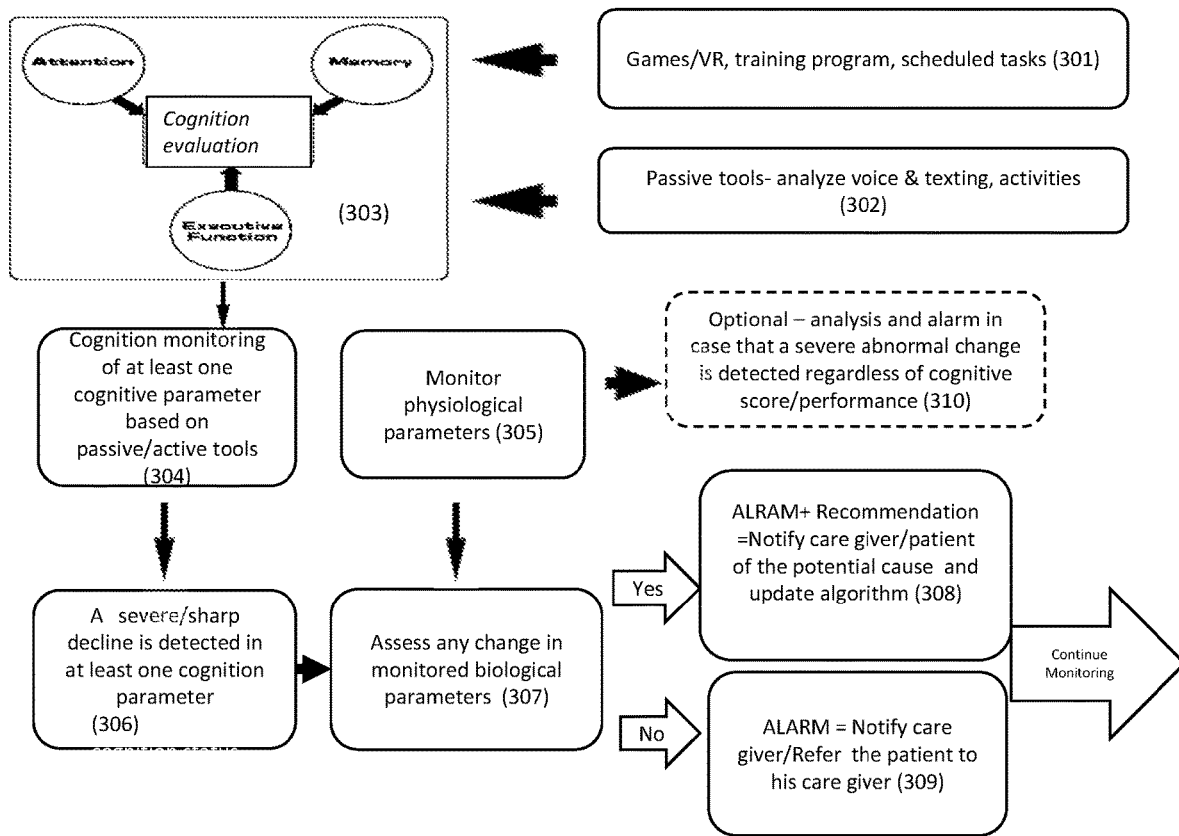 Attention
Memory
Cognition
evaluation
Executive
Function
(303)
Games/VR, training program, scheduled tasks (301)
Passive tools- analyze voice & texting, activities
(302)
Cognition monitoring
of at least one
cognitive parameter
based on
passive/active tools
(304)
Monitor
physiological
parameters (305)
Optional – analysis and alarm in
case that a severe abnormal change
is detected regardless of cognitive
score/performance (310)
A severe/sharp
decline is detected in
at least one cognition
parameter
(306)
cognition status
Assess any change in
monitored biological
parameters (307)
Yes
ALRAM+ Recommendation
=Notify care giver/patient
of the potential cause and
update algorithm (308)
No
ALARM = Notify care
giver/Refer the patient to
his care giver (309)
Continue
Monitoring